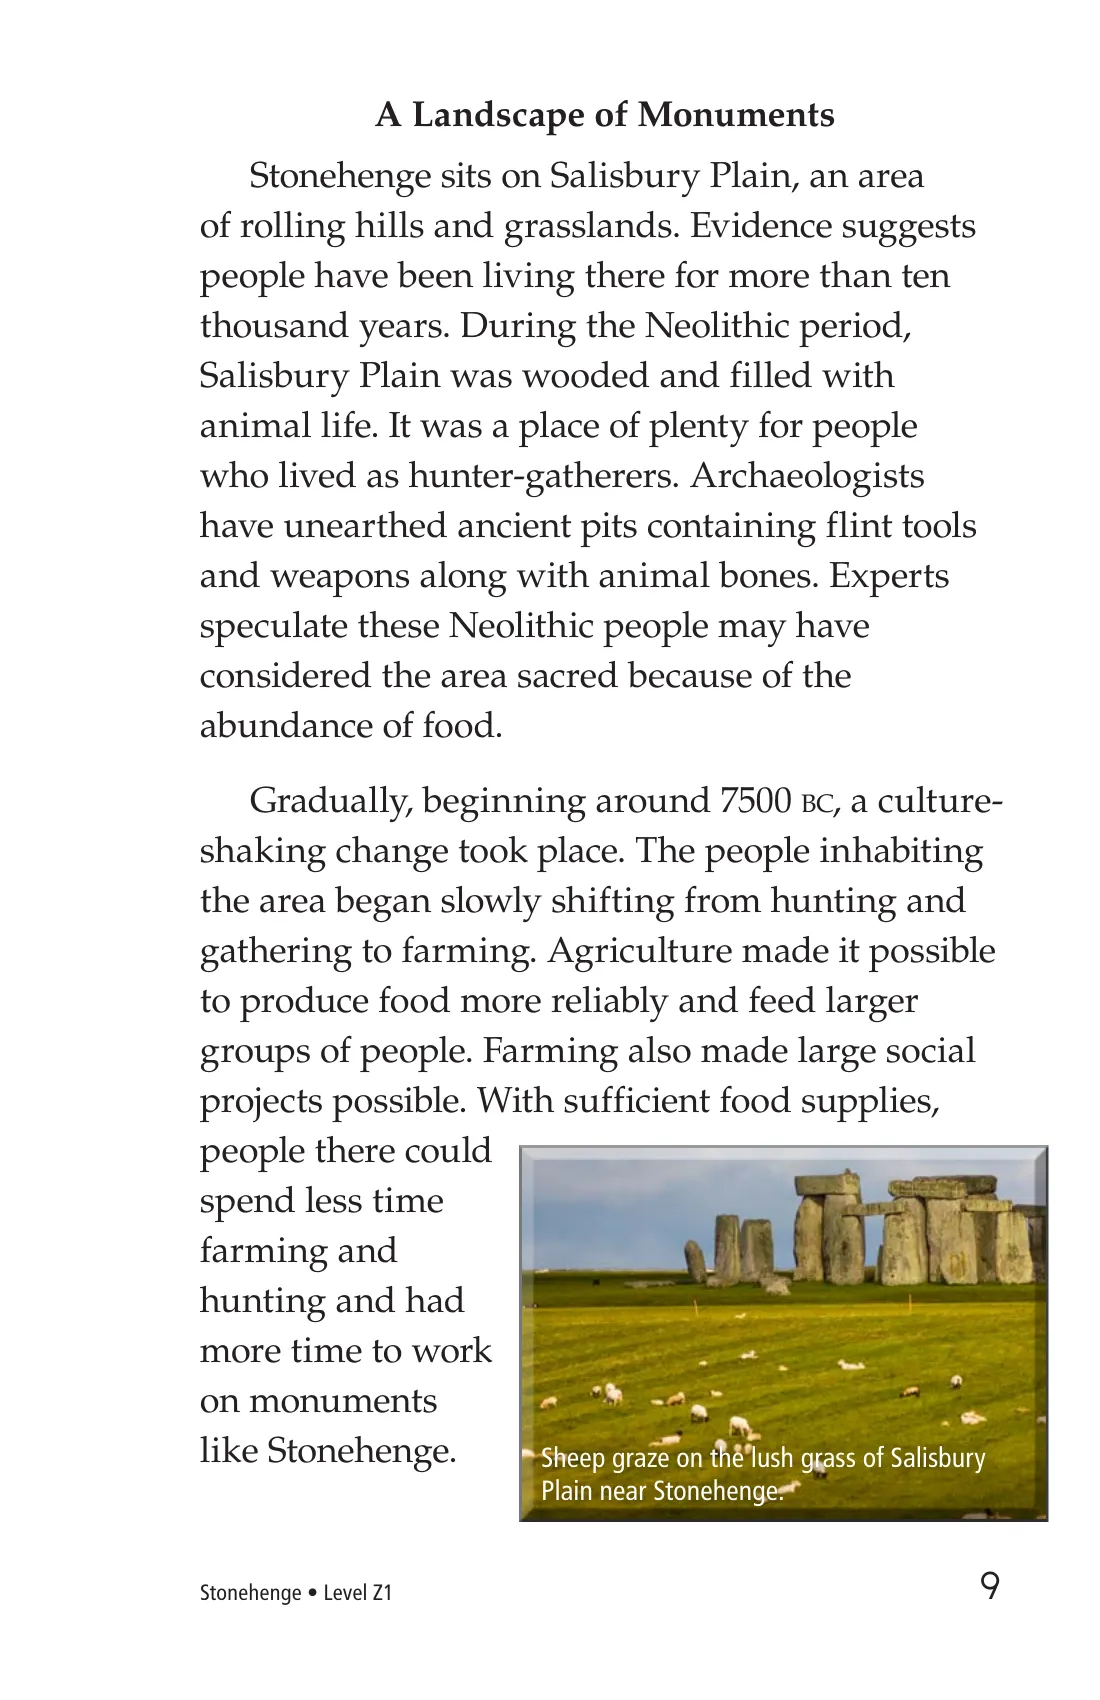 A Landscape of Monuments
Stonehenge sits on Salisbury Plain, an area
of rolling hills and grasslands. Evidence suggests
people have been living there for more than ten
thousand years. During the Neolithic period,
Salisbury Plain was wooded and filled with
animal life. It was a place of plenty for people
who lived as hunter-gatherers. Archaeologists
have unearthed ancient pits containing flint tools
and weapons along with animal bones. Experts
speculate these Neolithic people may have
considered the area sacred because of the
abundance of food.
Gradually, beginning around 7500 BC, a culture-
shaking change took place. The people inhabiting
the area began slowly shifting from hunting and
gathering to farming. Agriculture made it possible
to produce food more reliably and feed larger
groups of people. Farming also made large social
projects possible. With sufficient food supplies,
people there could
spend less time
farming and
hunting and had
more time to work
on monuments
like Stonehenge.
Sheep graze on the lush grass of Salisbury
Plain near Stonehenge.
Stonehenge • Level Z1
9